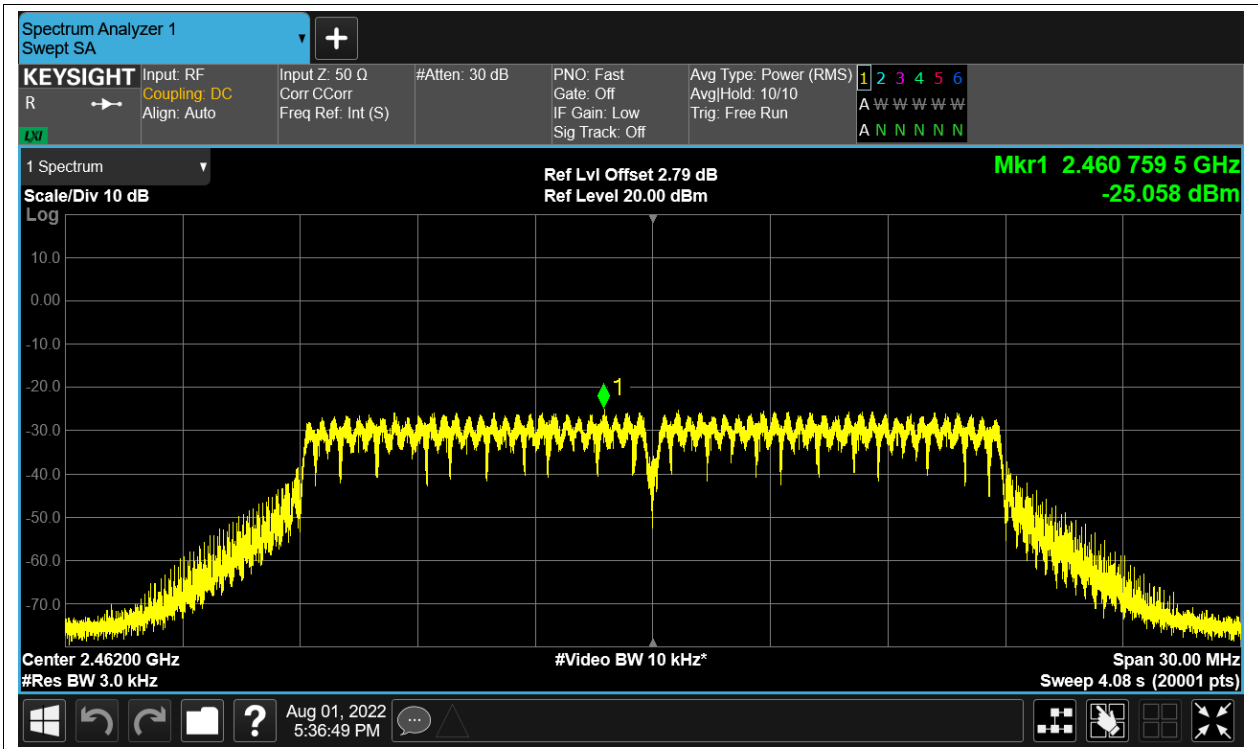 Spectrum Analyzer 1
Swept SA
KEYSIGHT
R
LXI
Input: RF
Coupling: DC
Align: Auto
Input Z: 50 Ω
Corr CCorr
Freq Ref: Int (S)
#Atten: 30 dB
PNO: Fast
Gate: Off
IF Gain: Low
Sig Track: Off
Avg Type: Power (RMS)
Avg|Hold: 10/10
Trig: Free Run
1 2 3 4 5 6
A W W W W W
A N N N N N
1 Spectrum
Scale/Div 10 dB
Log
Ref Lvl Offset 2.79 dB
Ref Level 20.00 dBm
Mkr1 2.460 759 5 GHz
-25.058 dBm
10.0
0.00
-10.0
-20.0
-30.0
-40.0
-50.0
-60.0
-70.0
1
Center 2.46200 GHz
#Res BW 3.0 kHz
#Video BW 10 kHz*
Span 30.00 MHz
Sweep 4.08 s (20001 pts)
?
Aug 01, 2022
5:36:49 PM